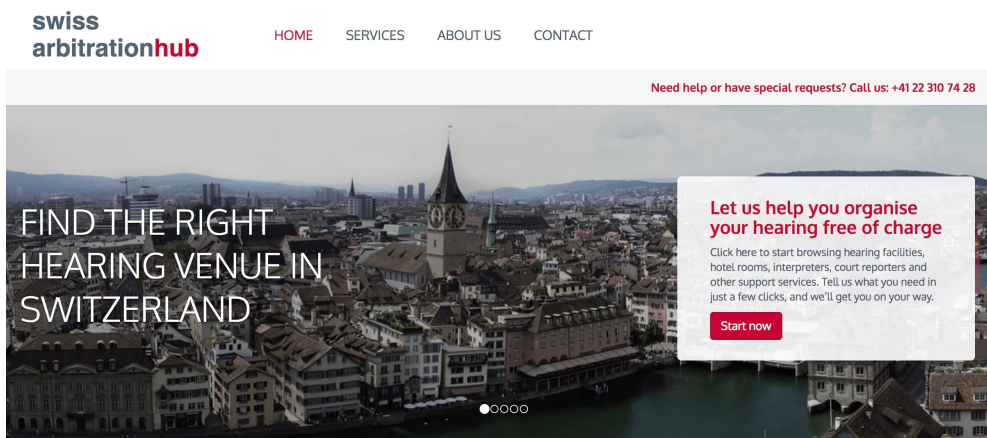 swiss
arbitrationhub
HOME SERVICES ABOUT US CONTACT
Need help or have special requests? Call us: +41 22 310 74 28
FIND THE RIGHT
HEARING VENUE IN
SWITZERLAND
Let us help you organise
your hearing free of charge
Click here to start browsing hearing facilities,
hotel rooms, interpreters, court reporters and
other support services. Tell us what you need in
just a few clicks, and we'll get you on your way.
Start now